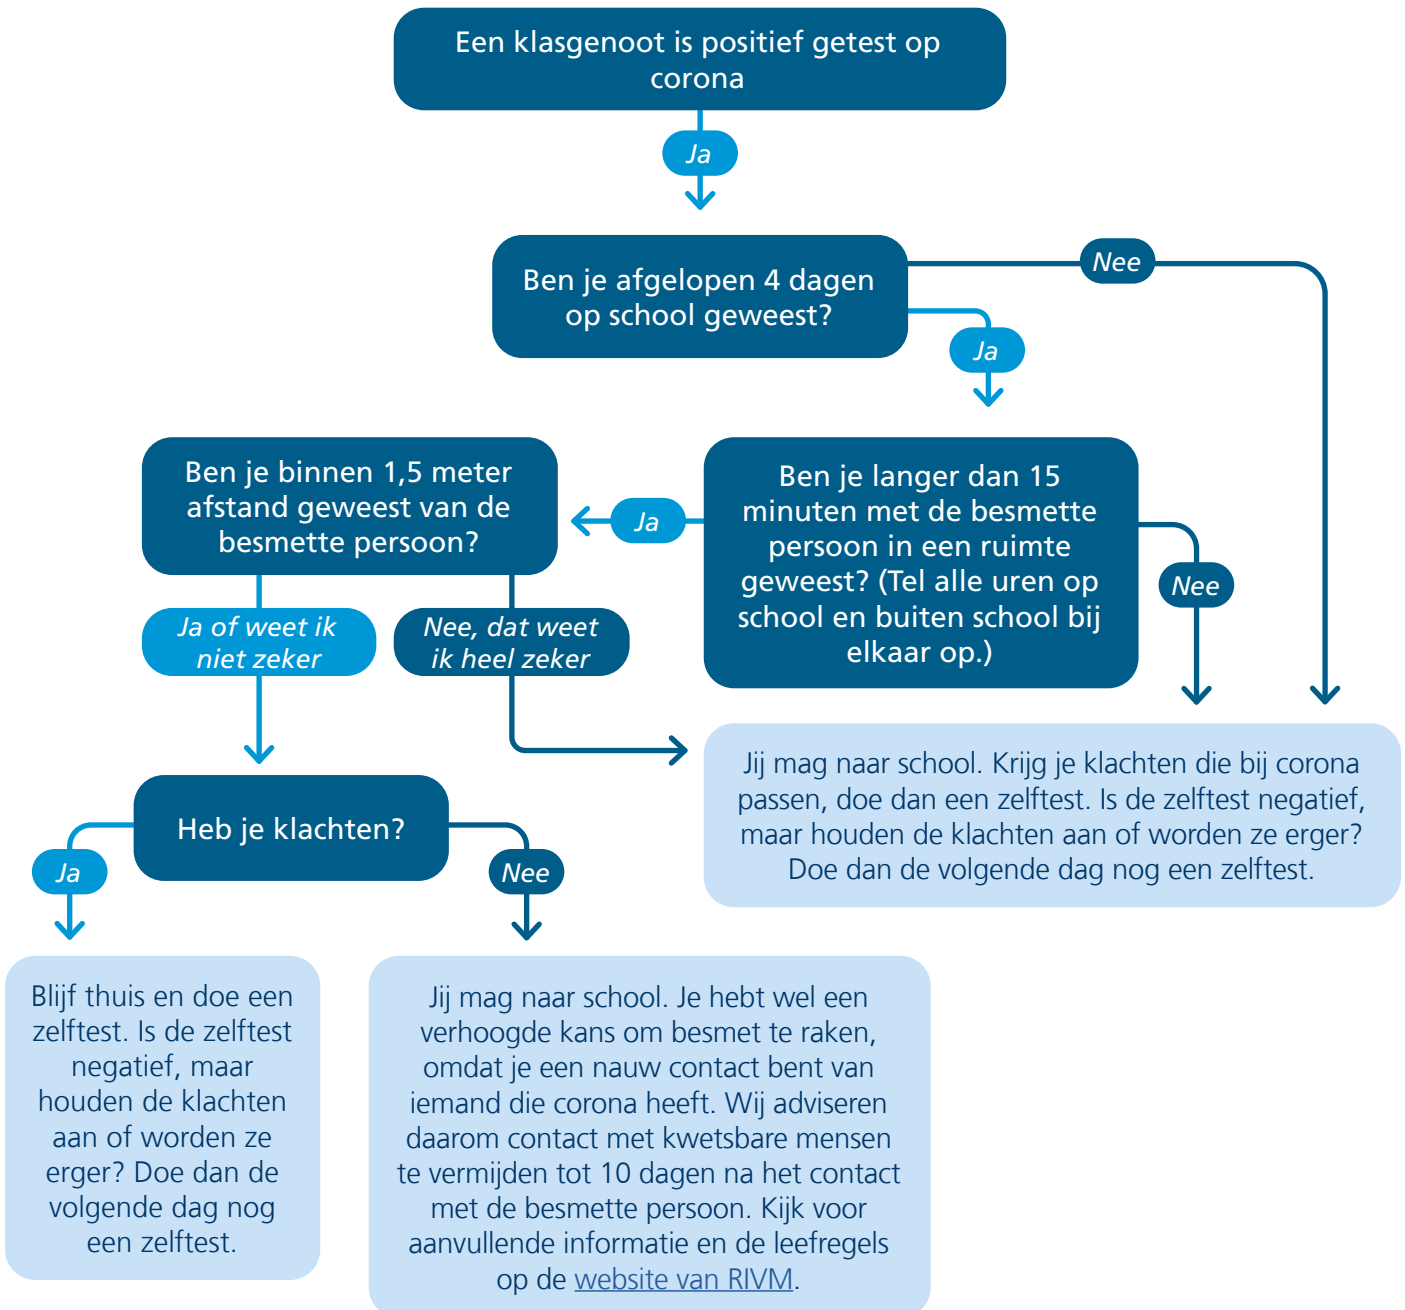 Een klasgenoot is positief getest op
corona
Ja
Ben je afgelopen 4 dagen
op school geweest?
Nee
Ja
Ben je langer dan 15
minuten met de besmette
persoon in een ruimte
geweest? (Tel alle uren op
school en buiten school bij
elkaar op.)
Ja
Nee
Ben je binnen 1,5 meter
afstand geweest van de
besmette persoon?
Ja of weet ik
niet zeker
Nee, dat weet
ik heel zeker
Jij mag naar school. Krijg je klachten die bij corona
passen, doe dan een zelftest. Is de zelftest negatief,
maar houden de klachten aan of worden ze erger?
Doe dan de volgende dag nog een zelftest.
Heb je klachten?
Ja
Nee
Blijf thuis en doe een
zelftest. Is de zelftest
negatief, maar
houden de klachten
aan of worden ze
erger? Doe dan de
volgende dag nog
een zelftest.
Jij mag naar school. Je hebt wel een
verhoogde kans om besmet te raken,
omdat je een nauw contact bent van
iemand die corona heeft. Wij adviseren
daarom contact met kwetsbare mensen
te vermijden tot 10 dagen na het contact
met de besmette persoon. Kijk voor
aanvullende informatie en de leefregels
op de website van RIVM.